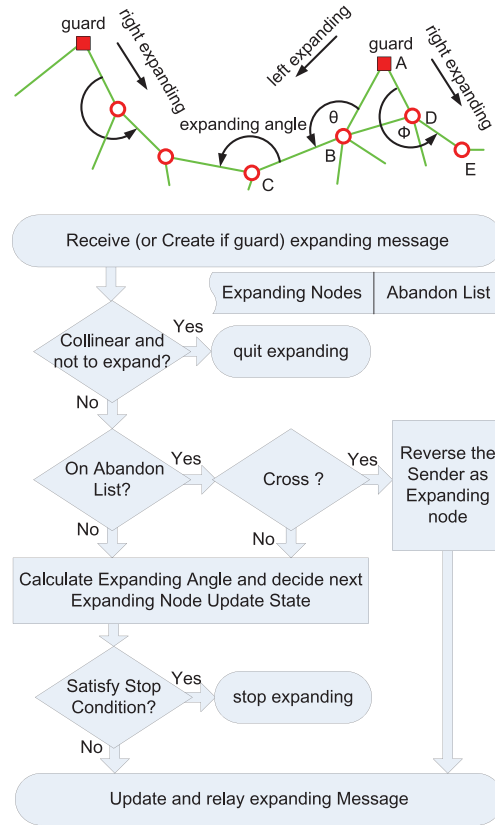 guard
right expanding
left expanding
guard
A
right expanding
expanding angle
θ
Φ
D
B
C
E
Receive (or Create if guard) expanding message
Expanding Nodes
Abandon List
Collinear and
not to expand?
Yes
quit expanding
No
On Abandon
List?
Yes
Cross ?
Yes
Reverse the
Sender as
Expanding
node
No
No
Calculate Expanding Angle and decide next
Expanding Node Update State
Satisfy Stop
Condition?
Yes
stop expanding
No
Update and relay expanding Message